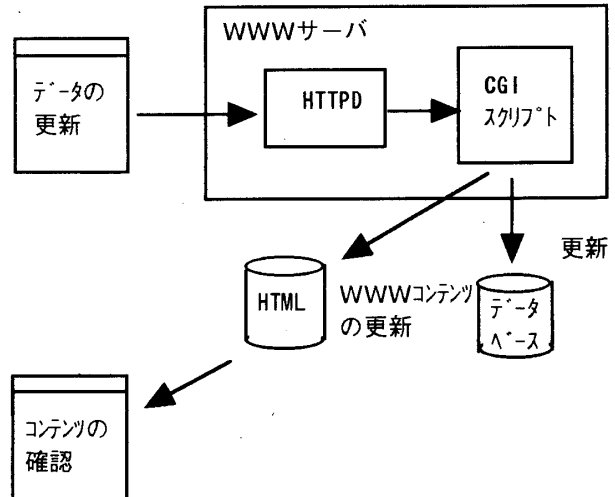 WWWサーバ
データの
更新
HTTPD
CGI
スクリプト
更新
HTML
WWWコンテンツ
の更新
データ
ベース
コンテンツの
確認